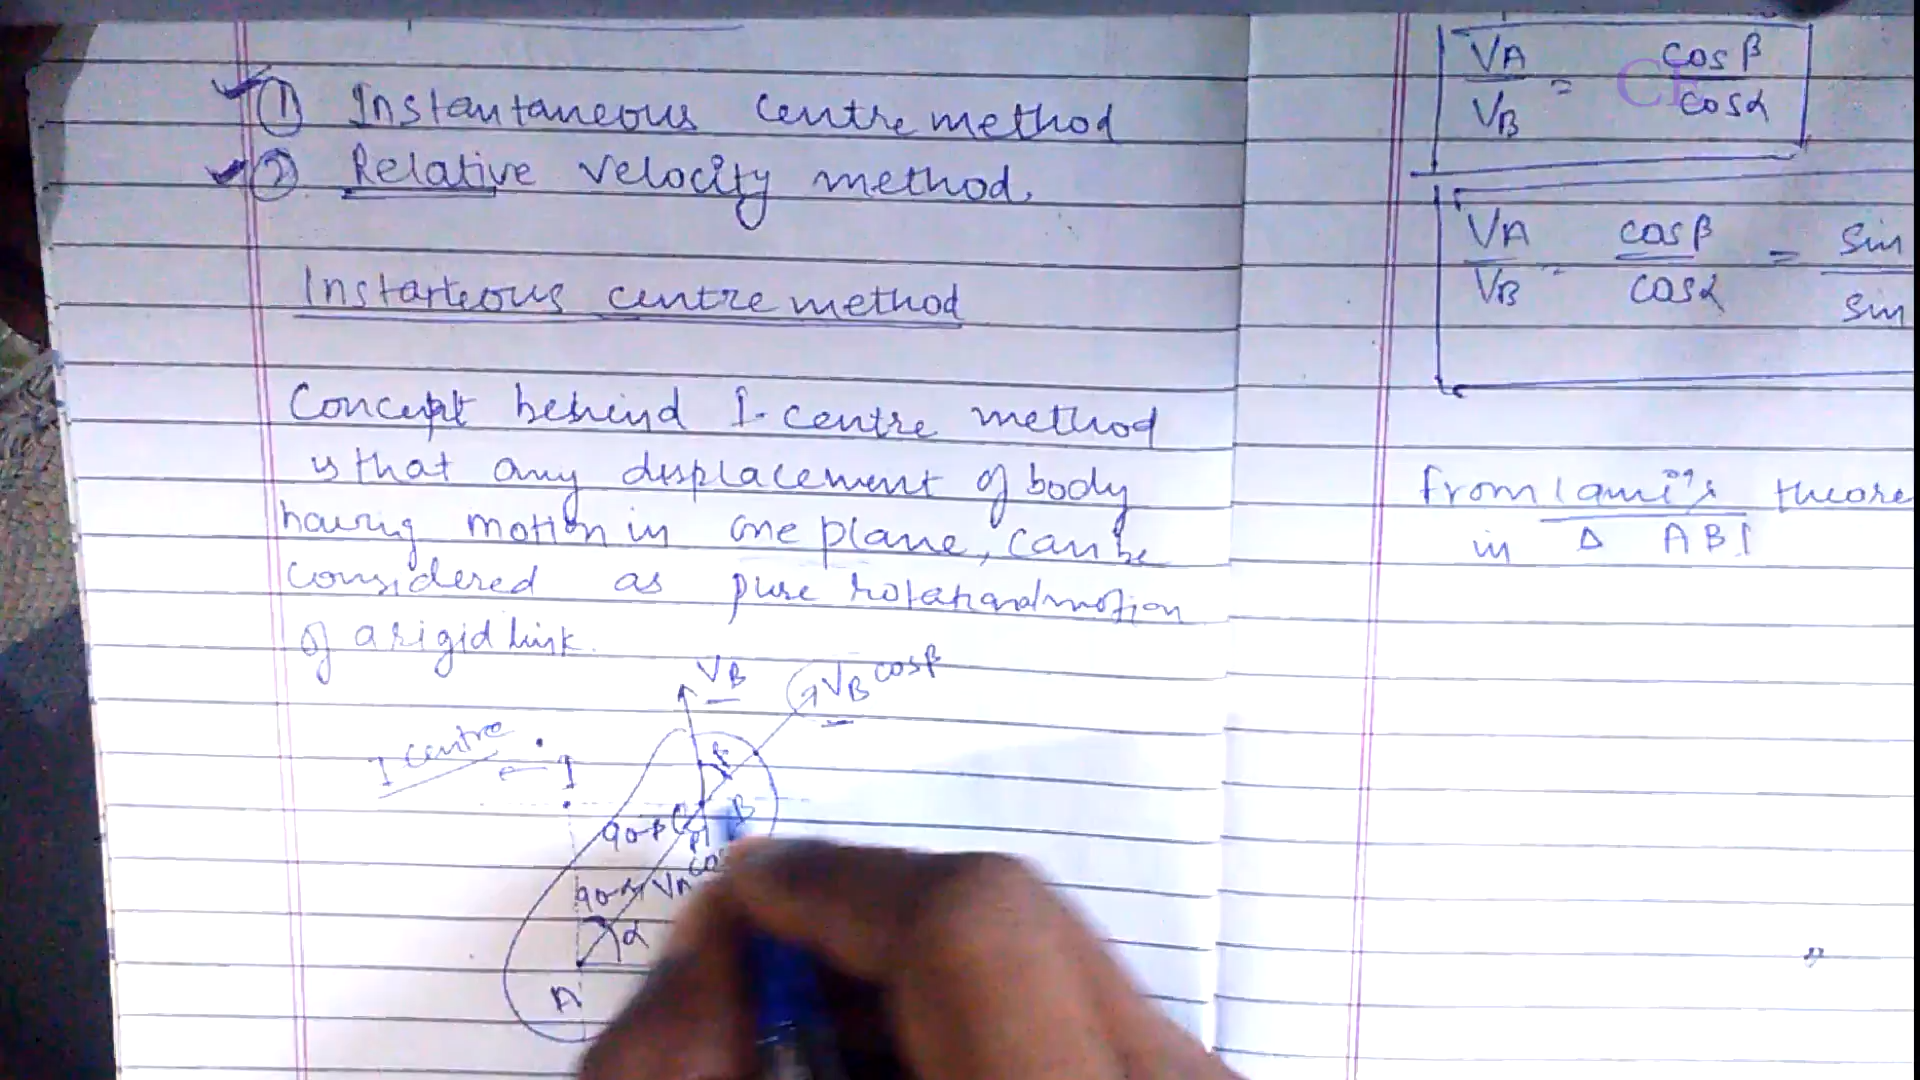 ① Instantaneous Centre method
② Relative velocity method.
Instanteous centre method
Concept behind I-centre method
is that any displacement of body
having motion in one plane, can be
considered as pure rotational motion
of a rigid link.
VB
VB cosβ
I centre
I
β
90-β
B
90-α
VA
α
A
VA/VB = cosβ/cosα
VA/VB = cosβ/cosα = sin/sin
from lami's theore
in Δ ABI